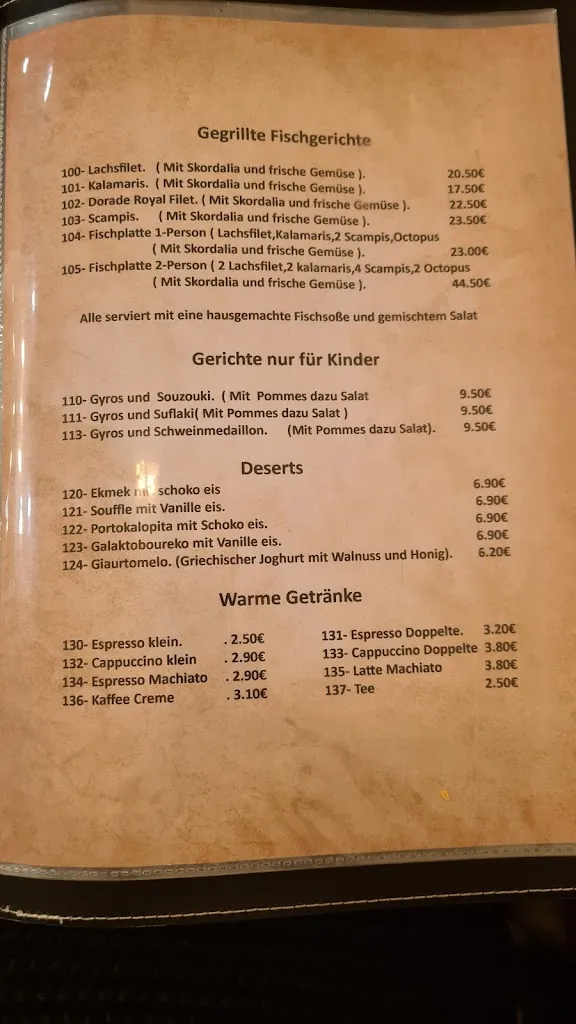 Gegrillte Fischgerichte
100- Lachsfilet. ( Mit Skordalia und frische Gemüse ). 20.50€
101- Kalamaris. ( Mit Skordalia und frische Gemüse ). 17.50€
102- Dorade Royal Filet. ( Mit Skordalia und frische Gemüse ). 22.50€
103- Scampis. ( Mit Skordalia und frische Gemüse ). 23.50€
104- Fischplatte 1-Person ( Lachsfilet,Kalamaris,2 Scampis,Octopus
( Mit Skordalia und frische Gemüse ). 23.00€
105- Fischplatte 2-Person ( 2 Lachsfilet,2 kalamaris,4 Scampis,2 Octopus
( Mit Skordalia und frische Gemüse ). 44.50€
Alle serviert mit eine hausgemachte Fischsoße und gemischtem Salat
Gerichte nur für Kinder
110- Gyros und Souzouki. ( Mit Pommes dazu Salat 9.50€
111- Gyros und Suflaki( Mit Pommes dazu Salat ) 9.50€
113- Gyros und Schweinmedaillon. (Mit Pommes dazu Salat). 9.50€
Deserts
120- Ekmek mit schoko eis 6.90€
121- Souffle mit Vanille eis. 6.90€
122- Portokalopita mit Schoko eis. 6.90€
123- Galaktoboureko mit Vanille eis. 6.90€
124- Giaurtomelo. (Griechischer Joghurt mit Walnuss und Honig). 6.20€
Warme Getränke
130- Espresso klein. . 2.50€ 131- Espresso Doppelte. 3.20€
132- Cappuccino klein . 2.90€ 133- Cappuccino Doppelte 3.80€
134- Espresso Machiato . 2.90€ 135- Latte Machiato 3.80€
136- Kaffee Creme . 3.10€ 137- Tee 2.50€